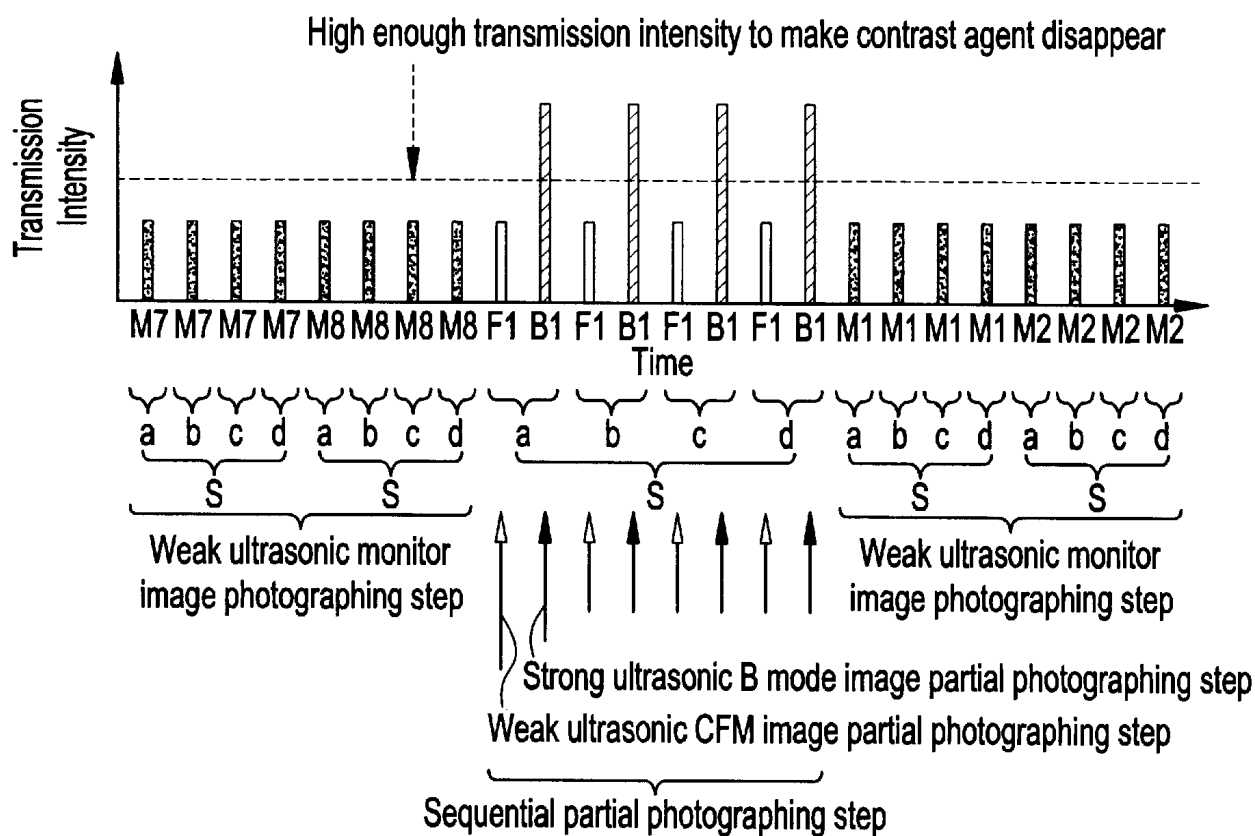 High enough transmission intensity to make contrast agent disappear
Transmission
Intensity
M7 M7 M7 M7 M8 M8 M8 M8 F1 B1 F1 B1 F1 B1 F1 B1 M1 M1 M1 M1 M2 M2 M2 M2
Time
a b c d a b c d a b c d a b c d a b c d
S S S S S
Weak ultrasonic monitor
image photographing step
Weak ultrasonic monitor
image photographing step
Strong ultrasonic B mode image partial photographing step
Weak ultrasonic CFM image partial photographing step
Sequential partial photographing step